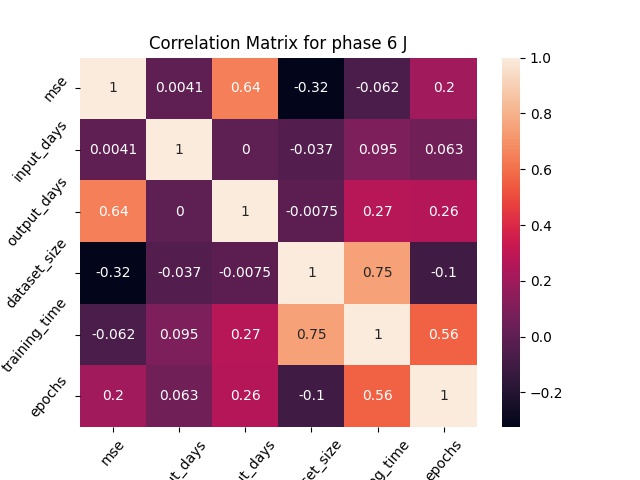 Correlation Matrix for phase 6 J
mse 1 0.0041 0.64 -0.32 -0.062 0.2
input_days 0.0041 1 0 -0.037 0.095 0.063
output_days 0.64 0 1 -0.0075 0.27 0.26
dataset_size -0.32 -0.037 -0.0075 1 0.75 -0.1
training_time -0.062 0.095 0.27 0.75 1 0.56
epochs 0.2 0.063 0.26 -0.1 0.56 1
mse ut_days ut_days set_size ng_time epochs
1.0
0.8
0.6
0.4
0.2
0.0
−0.2